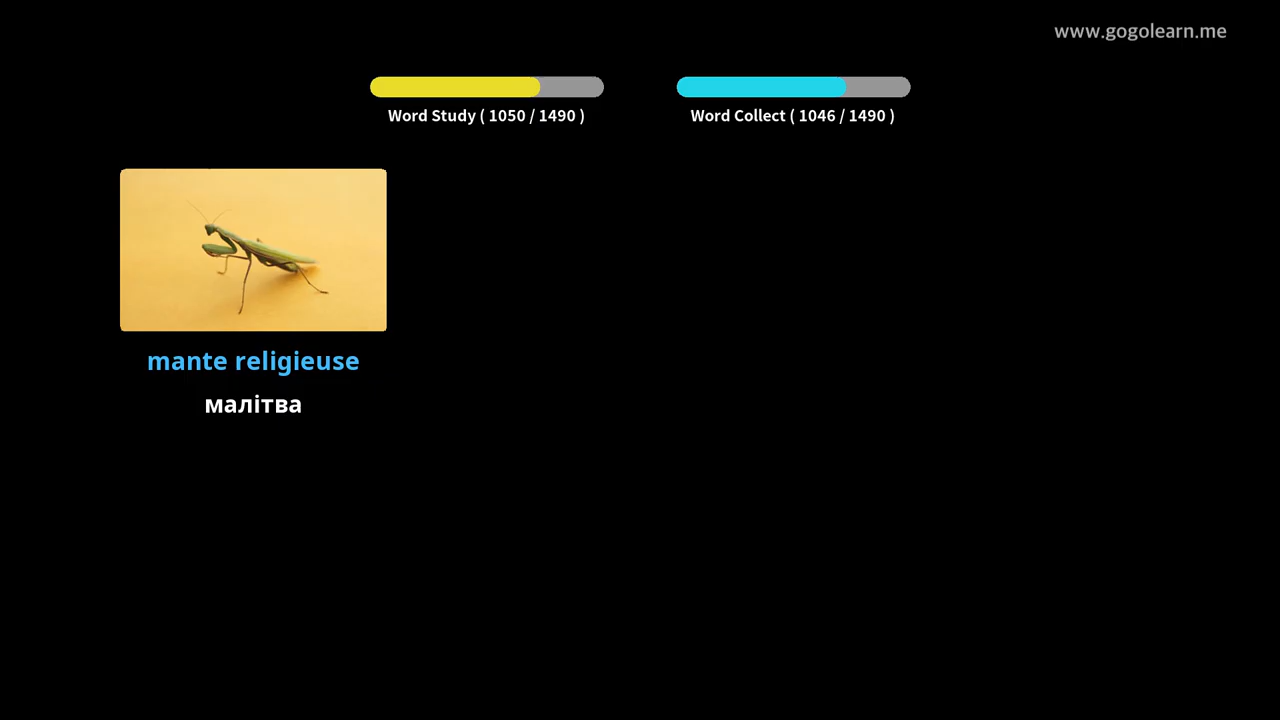 www.gogolearn.me
Word Study ( 1050 / 1490 )
Word Collect ( 1046 / 1490 )
mante religieuse
малітва